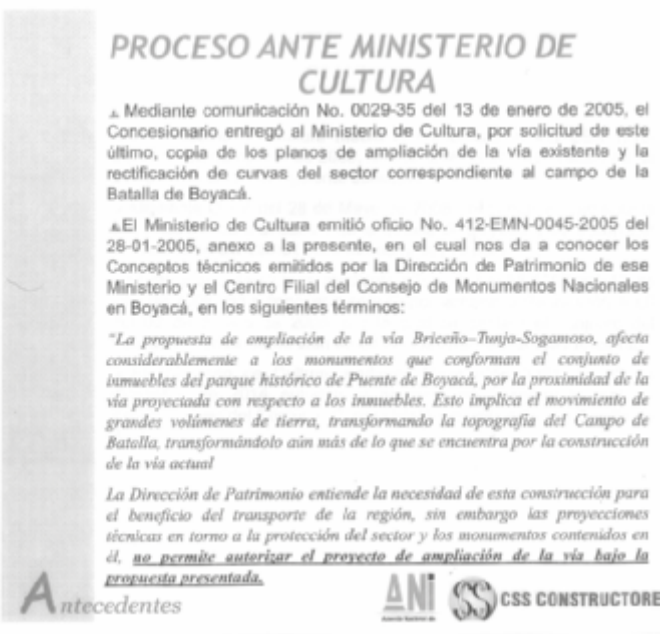 PROCESO ANTE MINISTERIO DE
CULTURA
Mediante comunicación No. 0029-35 del 13 de enero de 2005, el
Concesionario entregó al Ministerio de Cultura, por solicitud de este
último, copia de los planos de ampliación de la vía existente y la
rectificación de curvas del sector correspondiente al campo de la
Batalla de Boyacá.
El Ministerio de Cultura emitió oficio No. 412-EMN-0045-2005 del
28-01-2005, anexo a la presente, en el cual nos da a conocer los
Conceptos técnicos emitidos por la Dirección de Patrimonio de ese
Ministerio y el Centro Filial del Consejo de Monumentos Nacionales
en Boyacá, en los siguientes términos:
"La propuesta de ampliación de la vía Briceño–Tunja-Sogamoso, afecta
considerablemente a los monumentos que conforman el conjunto de
inmuebles del parque histórico de Puente de Boyacá, por la proximidad de la
vía proyectada con respecto a los inmuebles. Esto implica el movimiento de
grandes volúmenes de tierra, transformando la topografía del Campo de
Batalla, transformándolo aún más de lo que se encuentra por la construcción
de la vía actual
La Dirección de Patrimonio entiende la necesidad de esta construcción para
el beneficio del transporte de la región, sin embargo las proyecciones
técnicas en torno a la protección del sector y los monumentos contenidos en
él, no permite autorizar el proyecto de ampliación de la vía bajo la
propuesta presentada.
Antecedentes
ANI
CSS CONSTRUCTORE